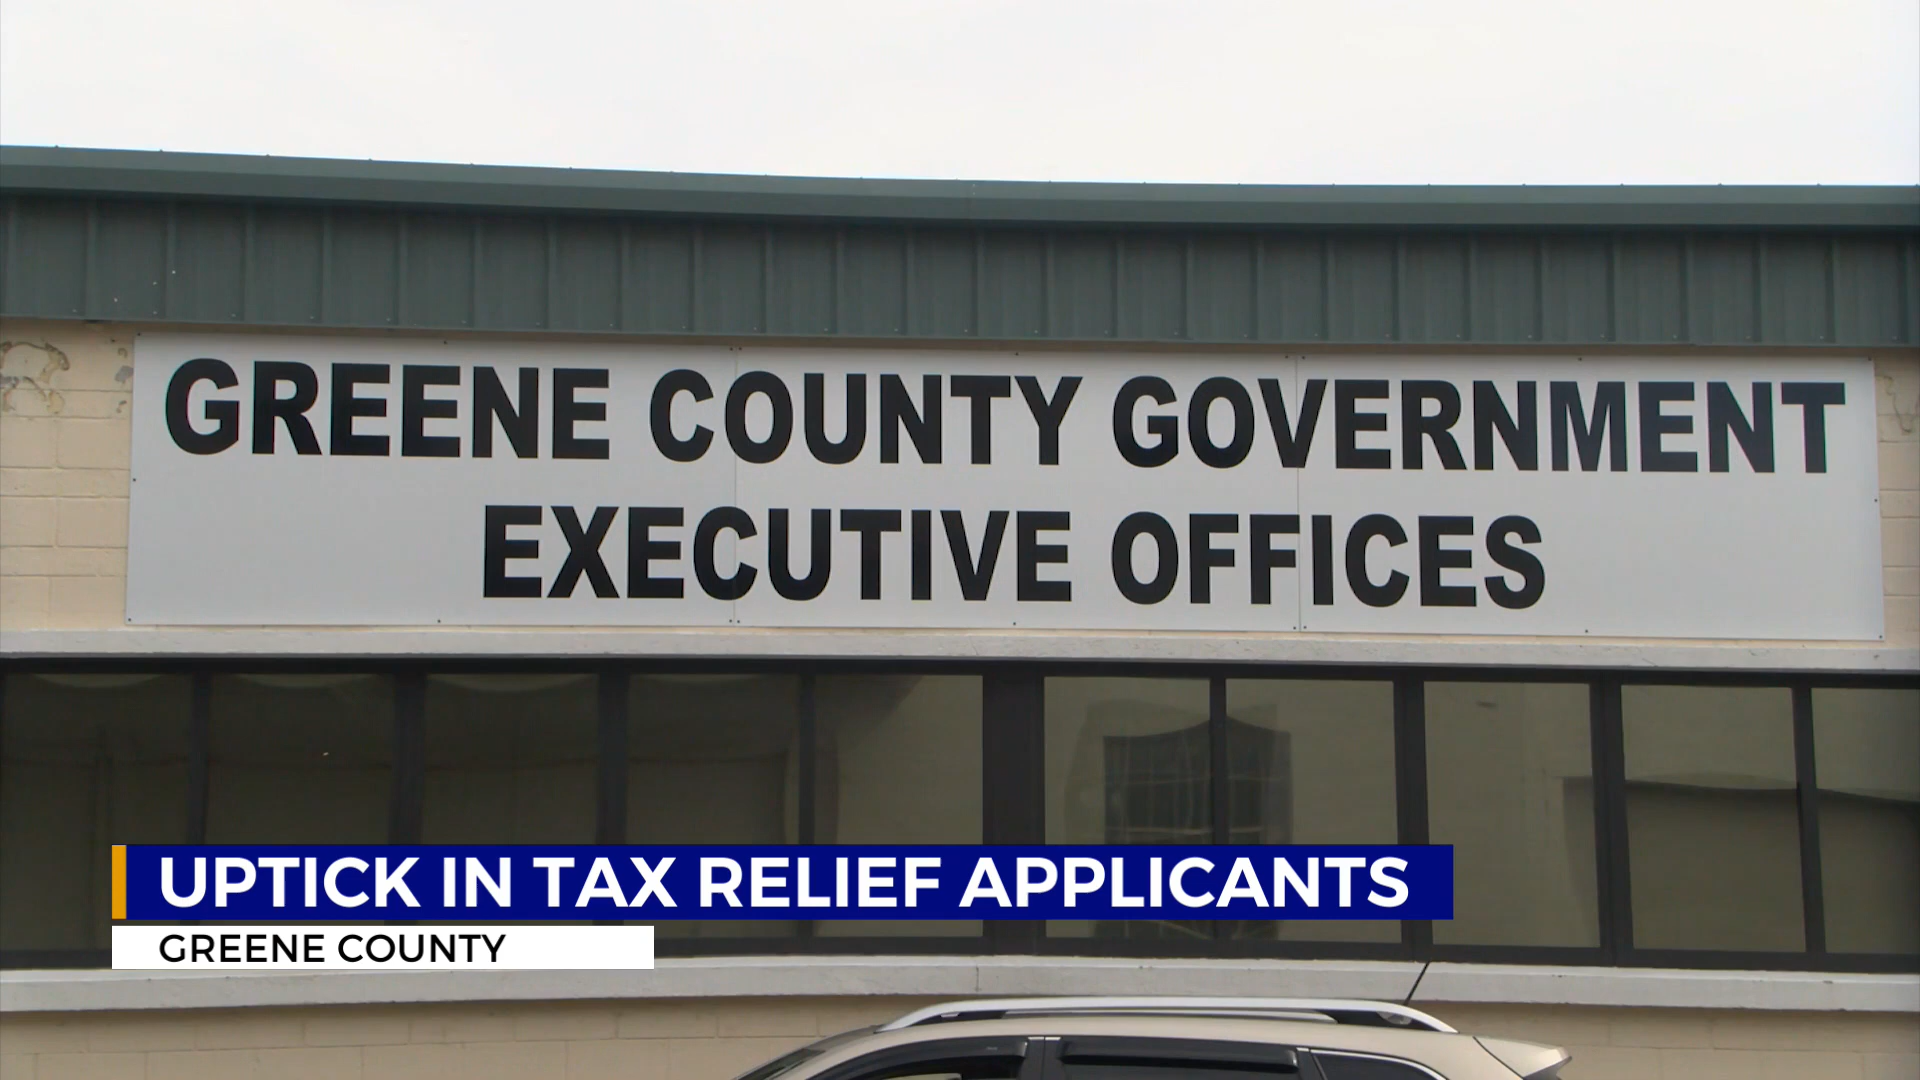 GREENE COUNTY GOVERNMENT
EXECUTIVE OFFICES
UPTICK IN TAX RELIEF APPLICANTS
GREENE COUNTY